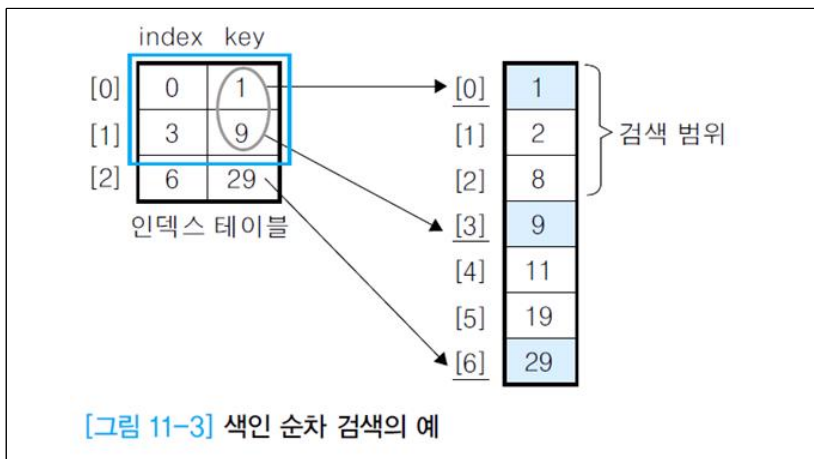 index key
[0] 0 1
[1] 3 9
[2] 6 29
인덱스 테이블
[0] 1
[1] 2
[2] 8
[3] 9
[4] 11
[5] 19
[6] 29
검색 범위
[그림 11-3] 색인 순차 검색의 예